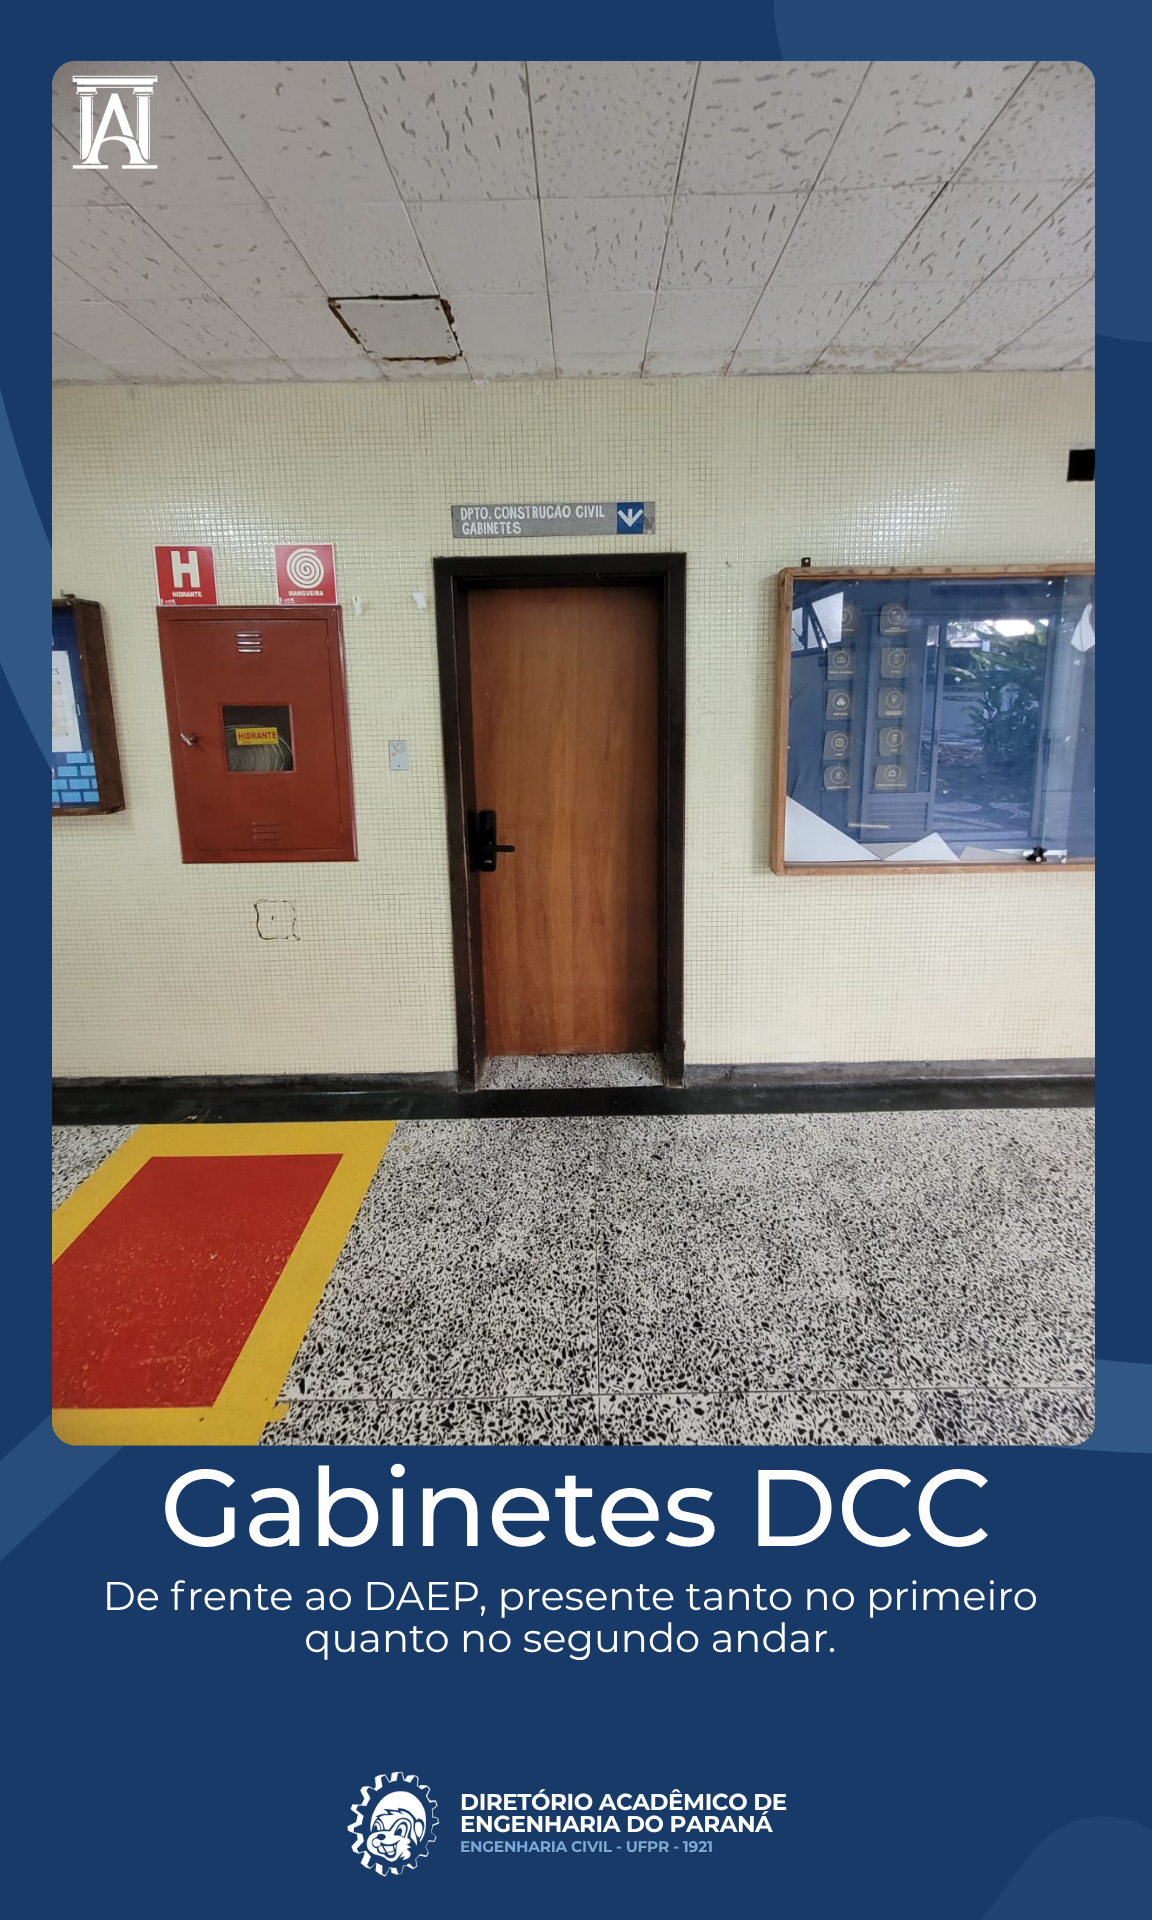 DPTO. CONSTRUÇÃO CIVIL
GABINETES
H
HIDRANTE
MANGUEIRA
HIDRANTE
Gabinetes DCC
De frente ao DAEP, presente tanto no primeiro
quanto no segundo andar.
DIRETÓRIO ACADÊMICO DE
ENGENHARIA DO PARANÁ
ENGENHARIA CIVIL - UFPR - 1921